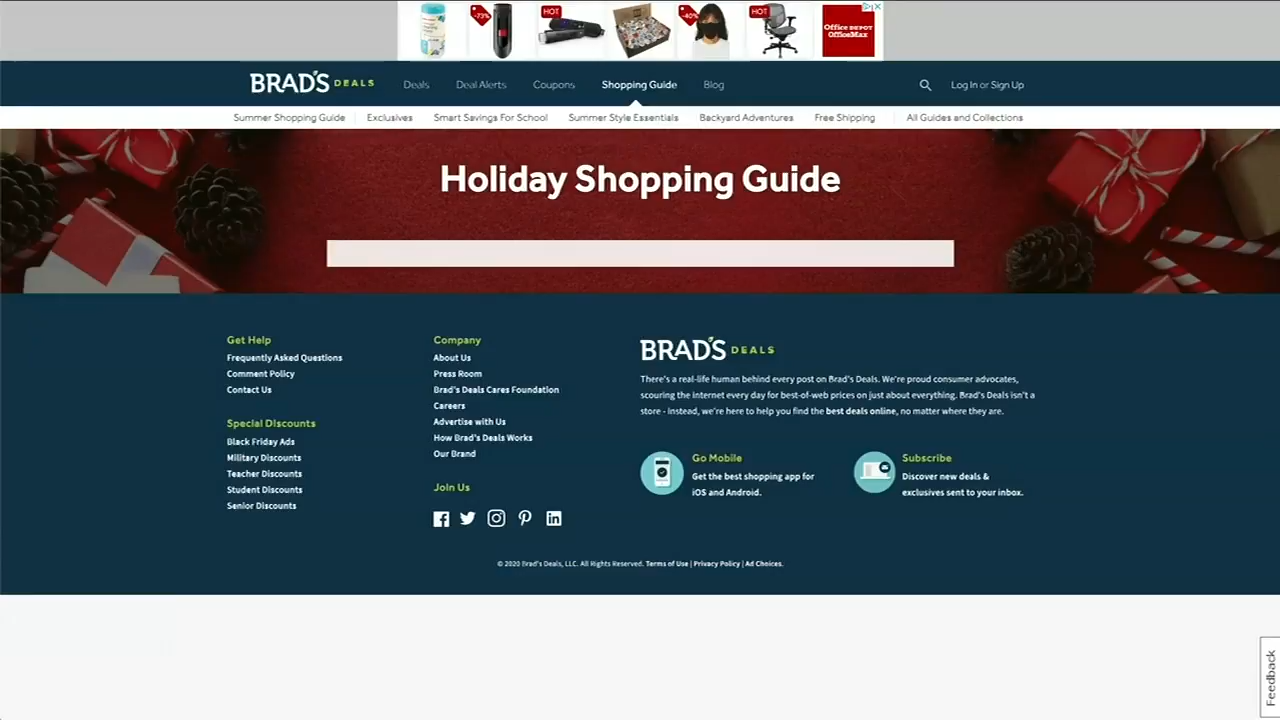 -73%
HOT
-40%
HOT
Office DEPOT
OfficeMax
BRAD'S DEALS
Deals
Deal Alerts
Coupons
Shopping Guide
Blog
Log In or Sign Up
Summer Shopping Guide
Exclusives
Smart Savings For School
Summer Style Essentials
Backyard Adventures
Free Shipping
All Guides and Collections
Holiday Shopping Guide
Get Help
Frequently Asked Questions
Comment Policy
Contact Us
Special Discounts
Black Friday Ads
Military Discounts
Teacher Discounts
Student Discounts
Senior Discounts
Company
About Us
Press Room
Brad's Deals Cares Foundation
Careers
Advertise with Us
How Brad's Deals Works
Our Brand
Join Us
BRAD'S DEALS
There's a real-life human behind every post on Brad's Deals. We're proud consumer advocates,
scouring the internet every day for best-of-web prices on just about everything. Brad's Deals isn't a
store - instead, we're here to help you find the best deals online, no matter where they are.
Go Mobile
Get the best shopping app for
iOS and Android.
Subscribe
Discover new deals &
exclusives sent to your inbox.
© 2020 Brad's Deals, LLC. All Rights Reserved. Terms of Use | Privacy Policy | Ad Choices.
Feedback